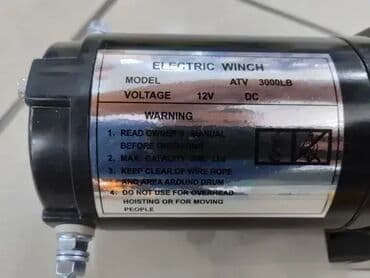 ELECTRIC WINCH
MODEL ATV 3000LB
VOLTAGE 12V DC
WARNING
1. READ OWNER'S MANUAL
BEFORE OPERATING
2. MAX. CAPACITY
3. KEEP CLEAR OF WIRE ROPE
AND AREA AROUND DRUM
4. DO NOT USE FOR OVERHEAD
HOISTING OR FOR MOVING
PEOPLE